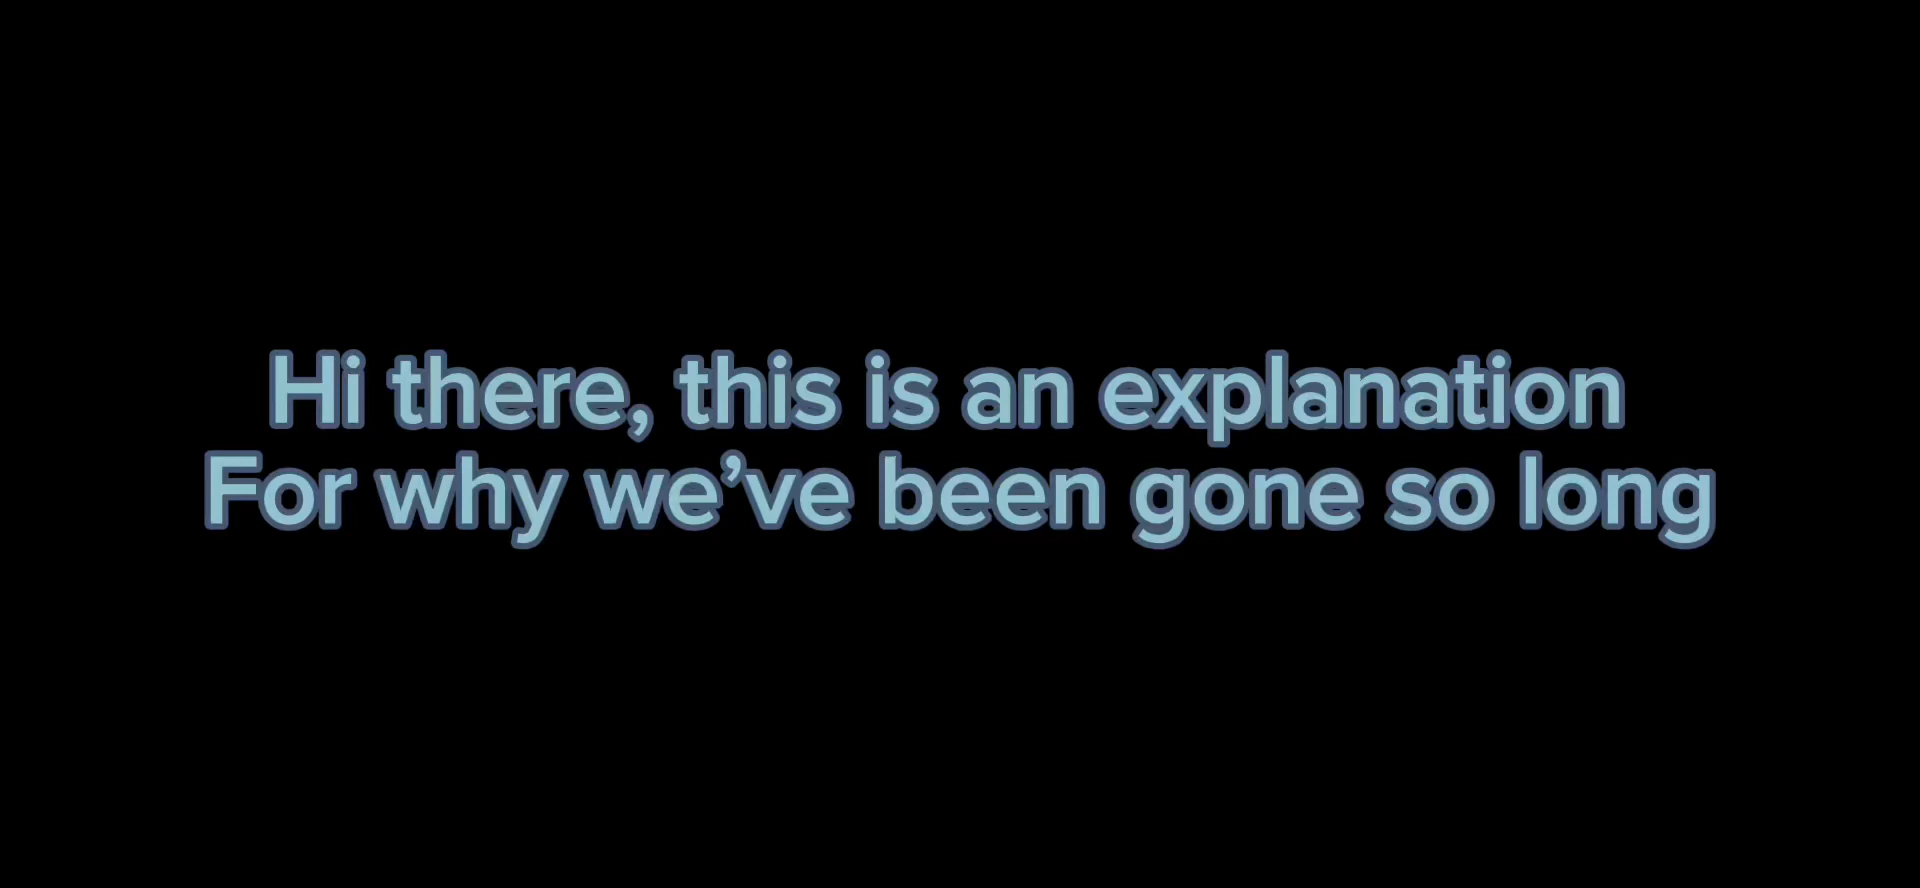 Hi there, this is an explanation
For why we’ve been gone so long